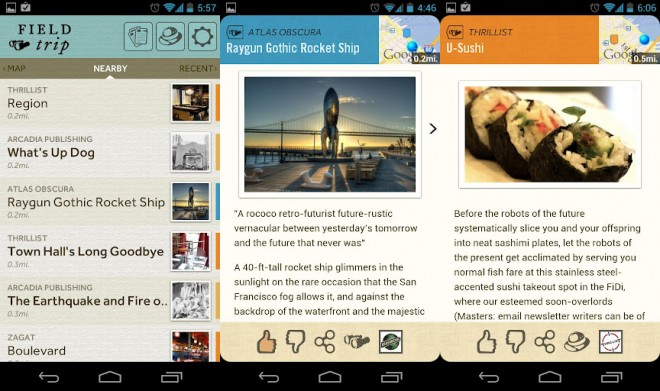 5:57
FIELD
trip
‹ MAP
NEARBY
RECENT ›
THRILLIST
Region
0.2mi.
ARCADIA PUBLISHING
What's Up Dog
0.2mi.
ATLAS OBSCURA
Raygun Gothic Rocket Ship
0.2mi.
THRILLIST
Town Hall's Long Goodbye
0.3mi.
ARCADIA PUBLISHING
The Earthquake and Fire o..
0.3mi.
ZAGAT
Boulevard
4:46
ATLAS OBSCURA
Raygun Gothic Rocket Ship
0.2mi.
"A rococo retro-futurist future-rustic
vernacular between yesterday's tomorrow
and the future that never was"
A 40-ft-tall rocket ship glimmers in the
sunlight on the rare occasion that the San
Francisco fog allows it, and against the
backdrop of the waterfront and the majestic
6:06
THRILLIST
U-Sushi
0.5mi.
Before the robots of the future
systematically slice you and your offspring
into neat sashimi plates, let the robots of
the present get acclimated by serving you
normal fish fare at this stainless steel-
accented sushi takeout spot in the FiDi,
where our esteemed soon-overlords
(Masters: email newsletter writers can be of